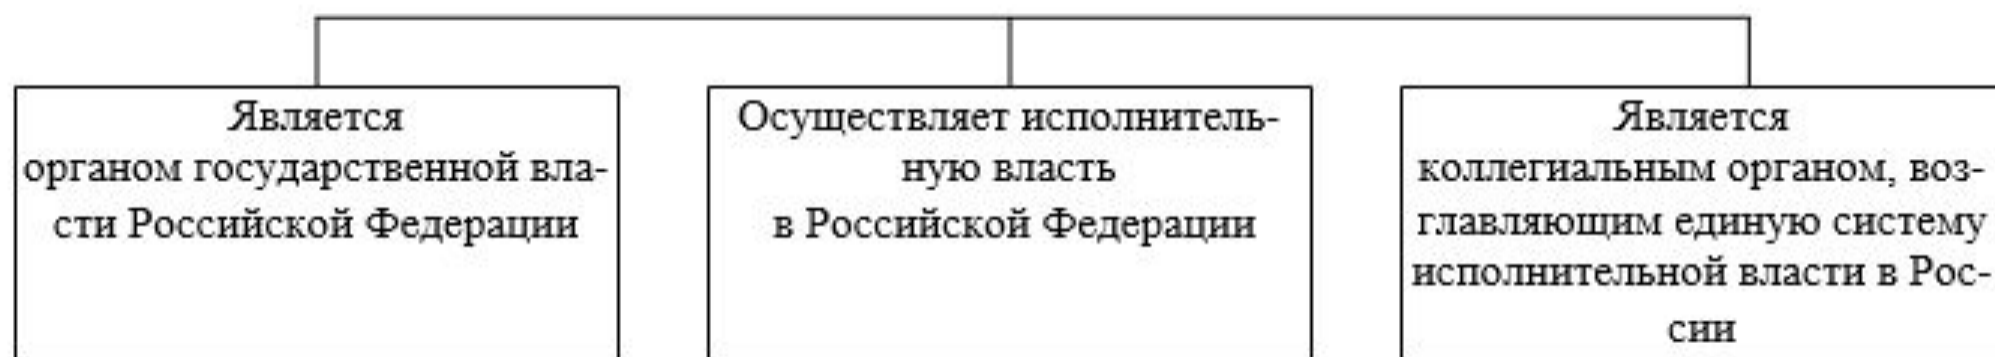 Является
органом государственной вла-
сти Российской Федерации
Осуществляет исполнитель-
ную власть
в Российской Федерации
Является
коллегиальным органом, воз-
главляющим единую систему
исполнительной власти в Рос-
сии